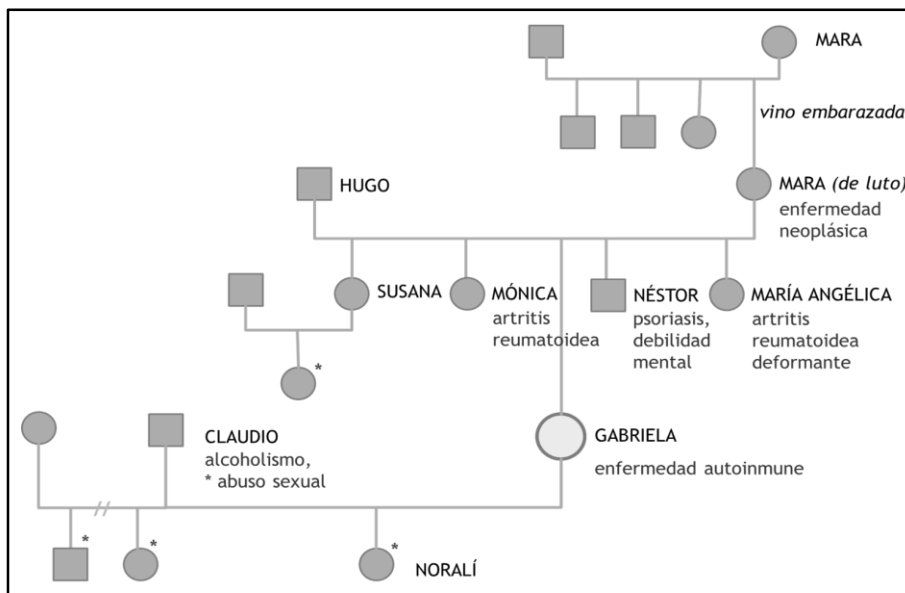 MARA
vino embarazada
HUGO
MARA (de luto)
enfermedad
neoplásica
SUSANA
MÓNICA
artritis
reumatoidea
NÉSTOR
psoriasis,
debilidad
mental
MARÍA ANGÉLICA
artritis
reumatoidea
deformante
*
CLAUDIO
alcoholismo,
* abuso sexual
GABRIELA
enfermedad autoinmune
* * *
NORALÍ